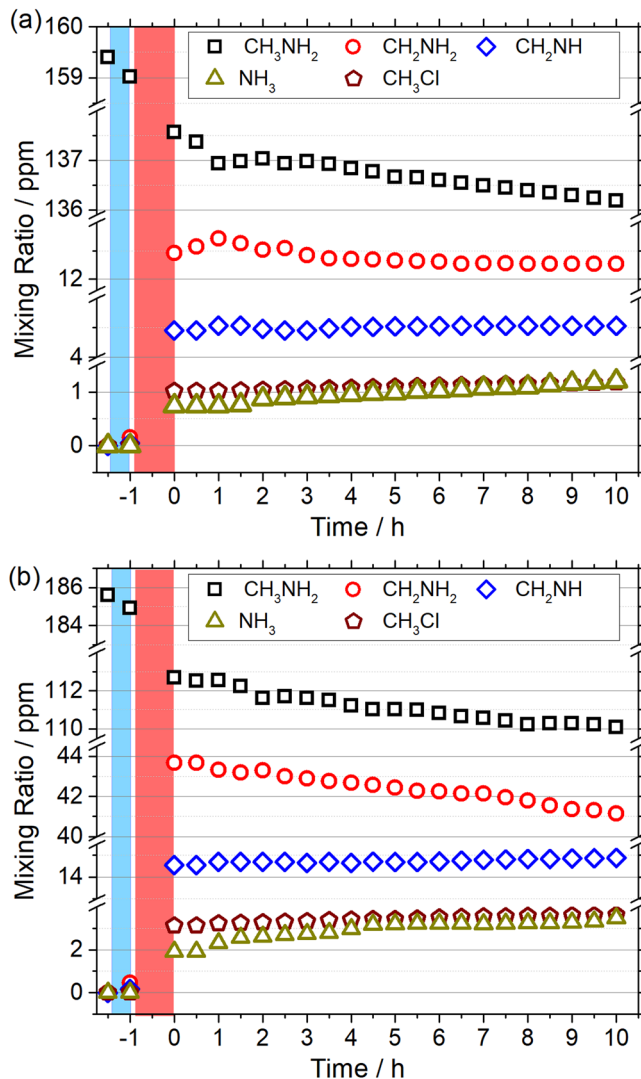 (a)
160
CH₃NH₂ CH₂NH₂ CH₂NH
NH₃ CH₃Cl
159
137
136
12
4
1
0
Mixing Ratio / ppm
-1 0 1 2 3 4 5 6 7 8 9 10
Time / h
(b)
186
CH₃NH₂ CH₂NH₂ CH₂NH
NH₃ CH₃Cl
184
112
110
44
42
40
14
2
0
Mixing Ratio / ppm
-1 0 1 2 3 4 5 6 7 8 9 10
Time / h